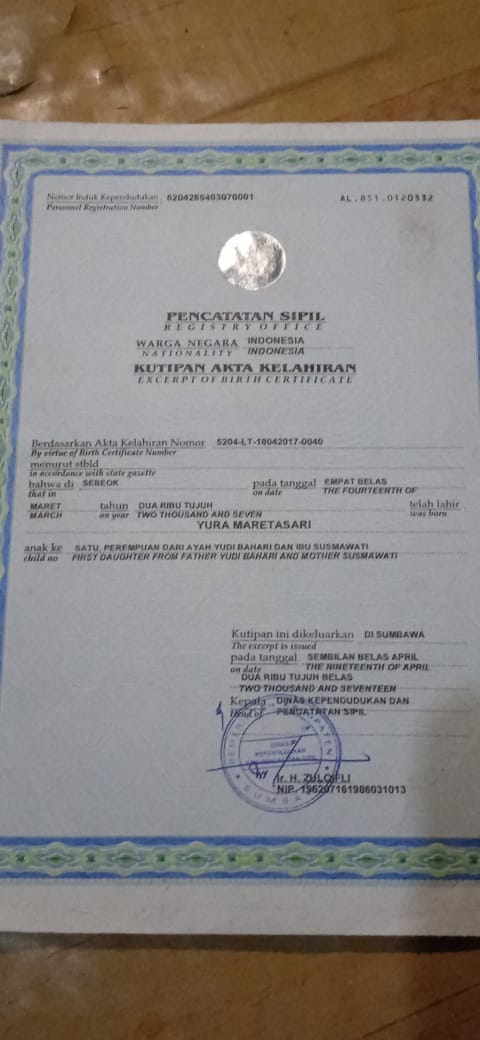 Nomor Induk Kependudukan 5204285403070001
Personnel Registration Number
AL.851.0120332
PENCATATAN SIPIL
REGISTRY OFFICE
WARGA NEGARA INDONESIA
NATIONALITY INDONESIA
KUTIPAN AKTA KELAHIRAN
EXCERPT OF BIRTH CERTIFICATE
Berdasarkan Akta Kelahiran Nomor 5204-LT-18042017-0040
By virtue of Birth Certificate Number
menurut stbld
in accordance with state gazette
bahwa di SEBEOK pada tanggal EMPAT BELAS
that in on date THE FOURTEENTH OF
MARET tahun DUA RIBU TUJUH telah lahir
MARCH on year TWO THOUSAND AND SEVEN was born
YURA MARETASARI
anak ke SATU, PEREMPUAN DARI AYAH YUDI BAHARI DAN IBU SUSMAWATI
child no FIRST DAUGHTER FROM FATHER YUDI BAHARI AND MOTHER SUSMAWATI
Kutipan ini dikeluarkan DI SUMBAWA
The excerpt is issued
pada tanggal SEMBILAN BELAS APRIL
on date THE NINETEENTH OF APRIL
DUA RIBU TUJUH BELAS
TWO THOUSAND AND SEVENTEEN
Kepala DINAS KEPENDUDUKAN DAN
Head of PENCATATAN SIPIL
DINAS
KEPENDUDUKAN
Ir. H. ZULQIFLI
NIP. 196207161986031013